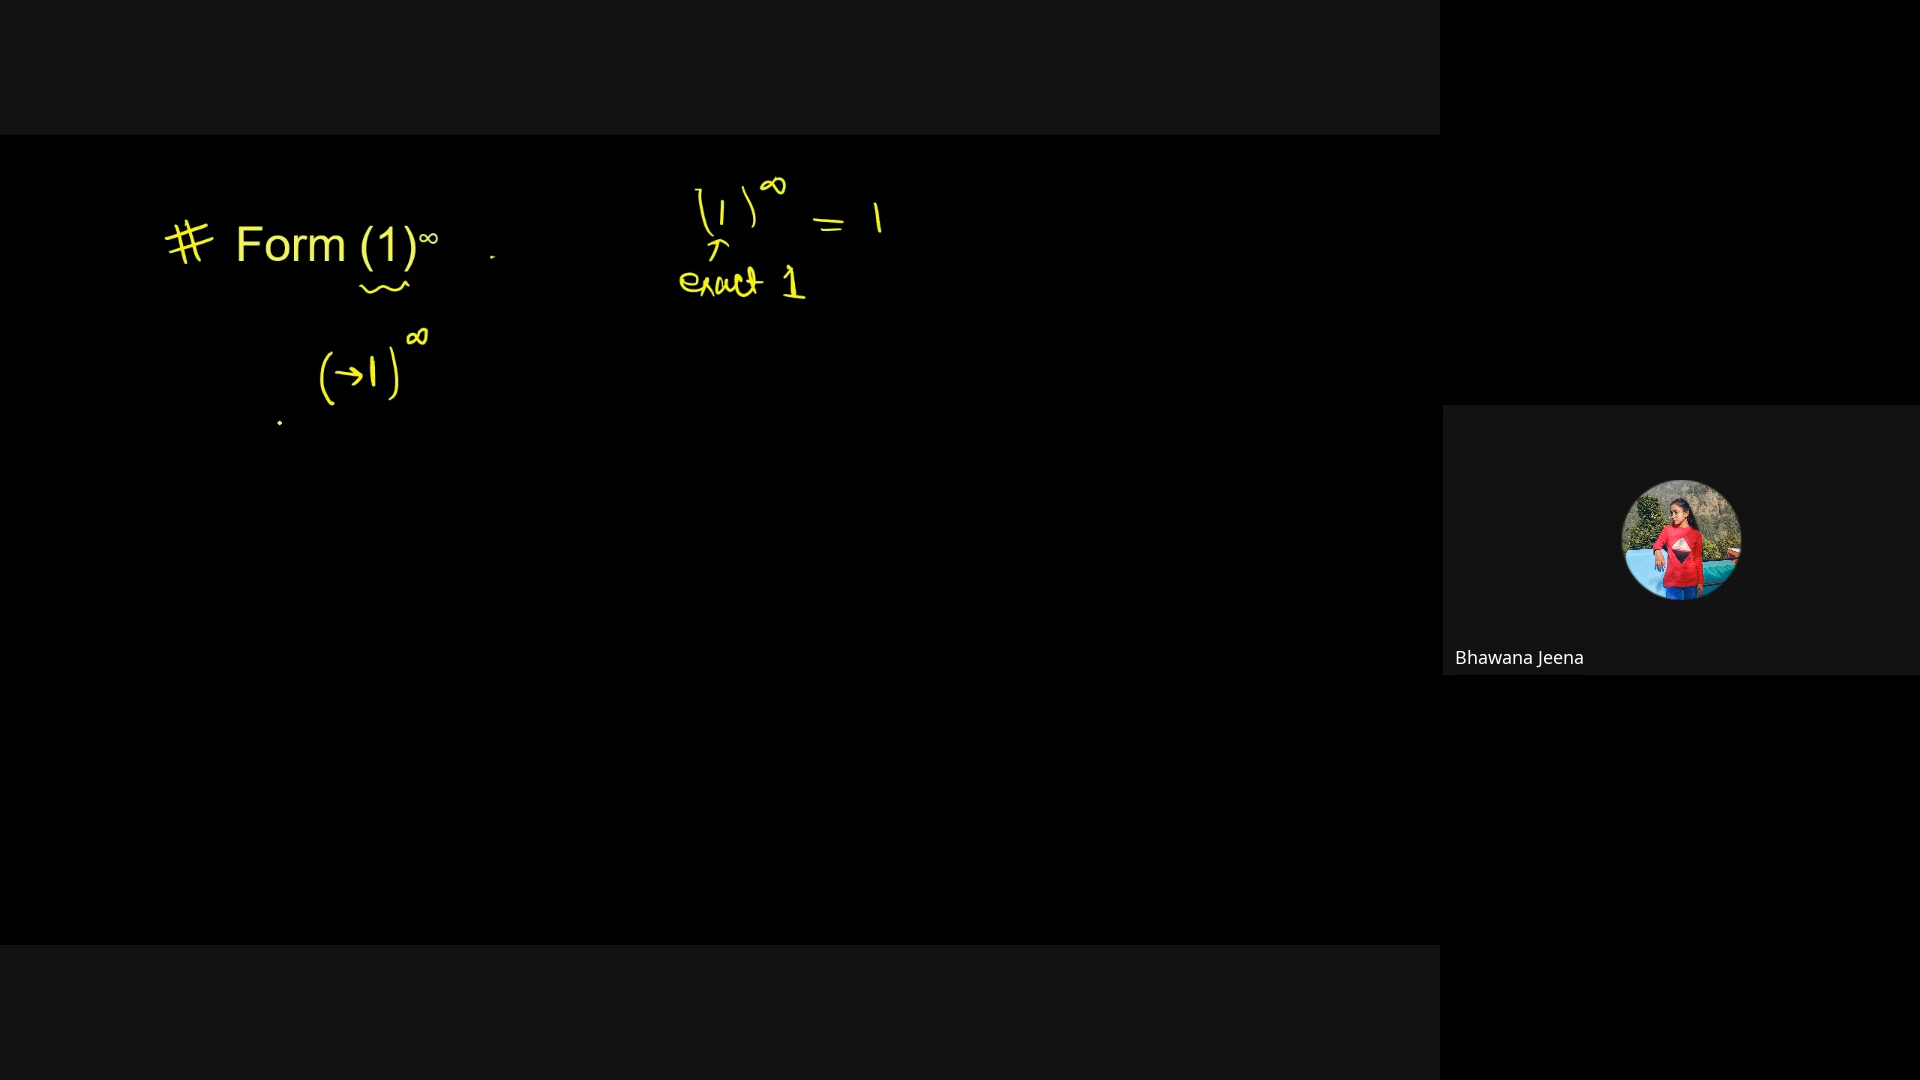 # Form (1)^∞
(1)^∞ = 1
↑
exact 1
(→1)^∞
Bhawana Jeena